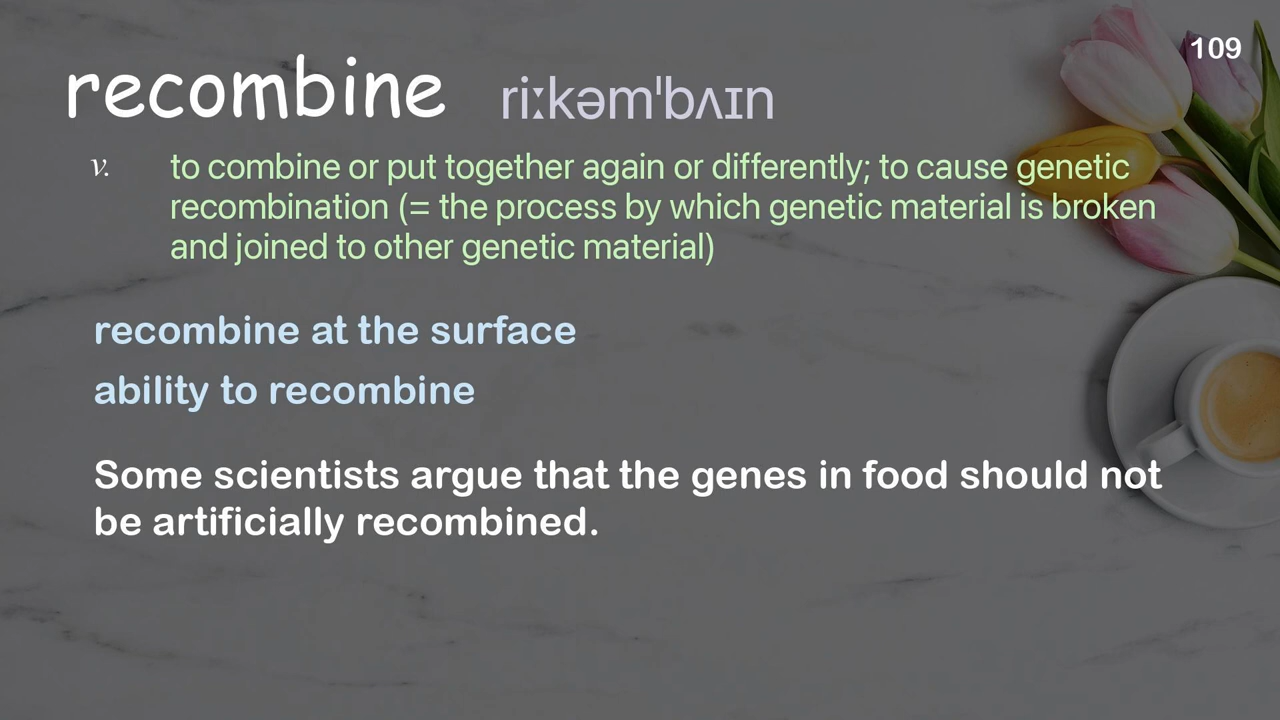 109
recombine riːkəmˈbʌɪn
v. to combine or put together again or differently; to cause genetic
recombination (= the process by which genetic material is broken
and joined to other genetic material)
recombine at the surface
ability to recombine
Some scientists argue that the genes in food should not
be artificially recombined.